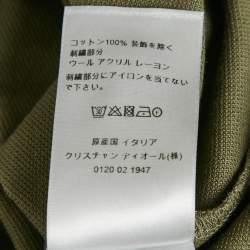 コットン100% 装飾を除く
刺繍部分
ウール アクリル レーヨン
刺繍部分にアイロンを当てない
で下さい。
原産国 イタリア
クリスチャン ディオール(株)
0120 02 1947